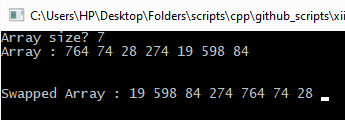 C:\Users\HP\Desktop\Folders\scripts\cpp\github_scripts\xii
Array size? 7
Array : 764 74 28 274 19 598 84
Swapped Array : 19 598 84 274 764 74 28